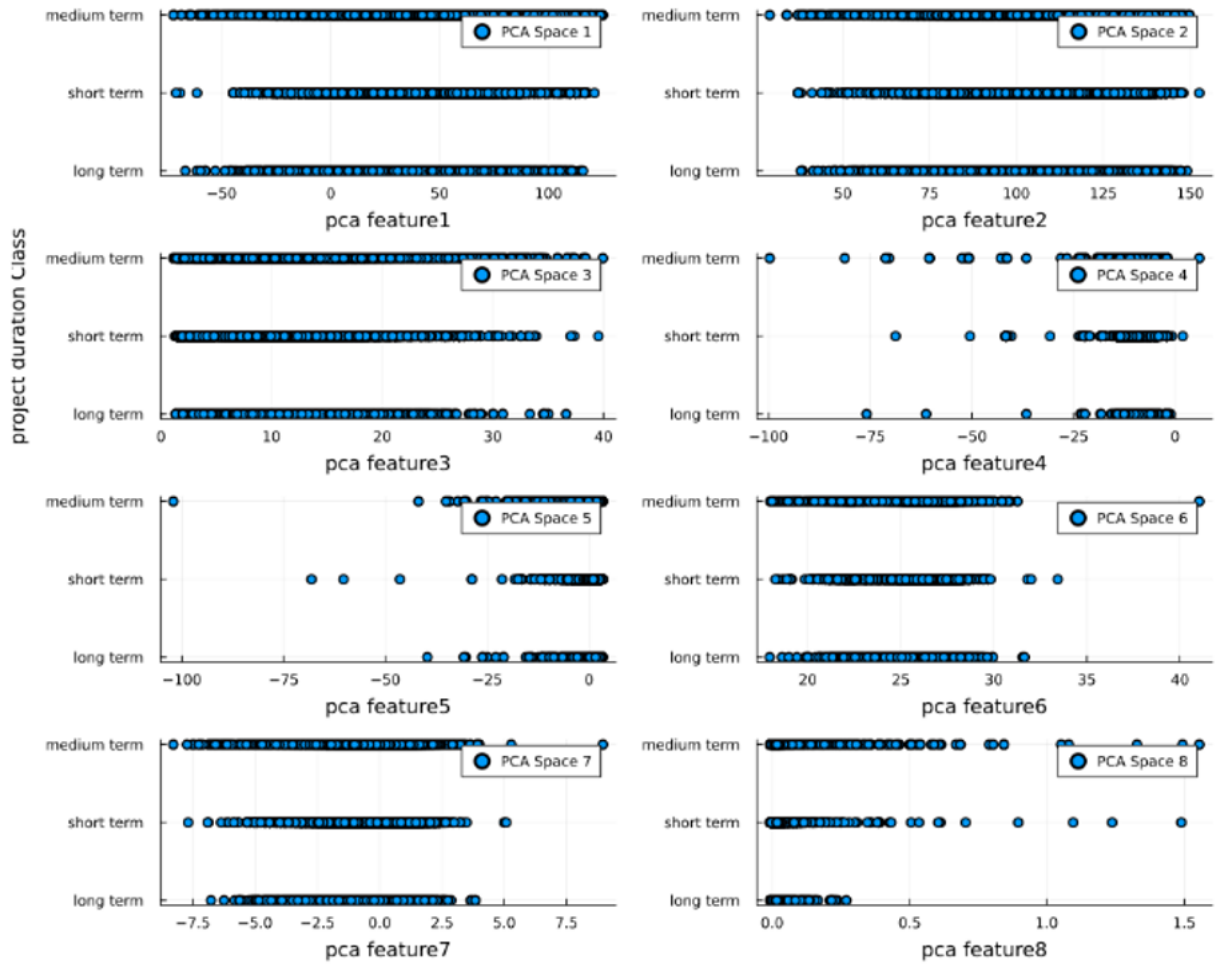 project duration Class
medium term
PCA Space 1
short term
long term
−50 0 50 100
pca feature1
medium term
PCA Space 2
short term
long term
50 75 100 125 150
pca feature2
medium term
PCA Space 3
short term
long term
0 10 20 30 40
pca feature3
medium term
PCA Space 4
short term
long term
−100 −75 −50 −25 0
pca feature4
medium term
PCA Space 5
short term
long term
−100 −75 −50 −25 0
pca feature5
medium term
PCA Space 6
short term
long term
20 25 30 35 40
pca feature6
medium term
PCA Space 7
short term
long term
−7.5 −5.0 −2.5 0.0 2.5 5.0 7.5
pca feature7
medium term
PCA Space 8
short term
long term
0.0 0.5 1.0 1.5
pca feature8